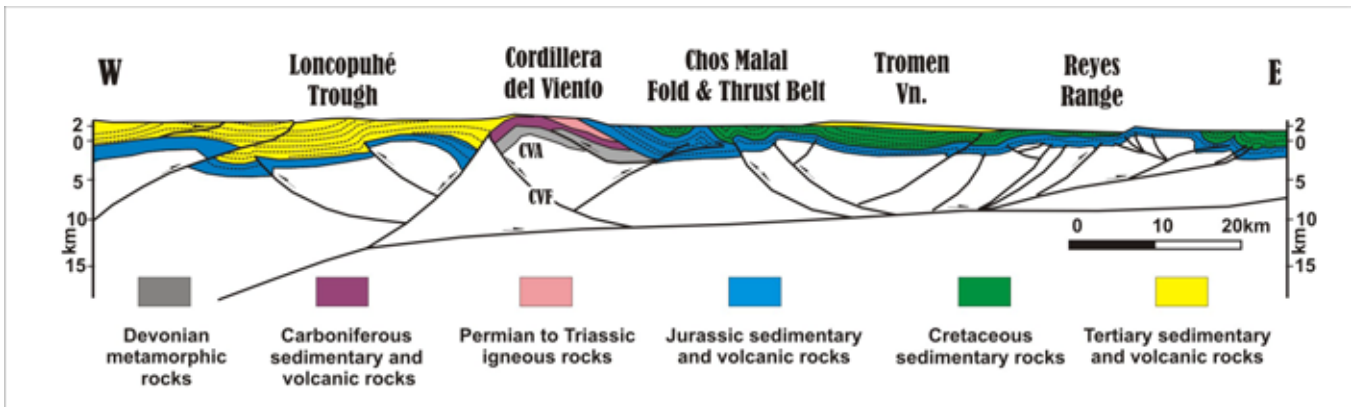 W
Loncopuhé
Trough
Cordillera
del Viento
Chos Malal
Fold & Thrust Belt
Tromen
Vn.
Reyes
Range
E
2
0
5
10
15
km
CVA
CVF
2
0
5
10
15
km
0 10 20km
Devonian
metamorphic
rocks
Carboniferous
sedimentary and
volcanic rocks
Permian to Triassic
igneous rocks
Jurassic sedimentary
and volcanic rocks
Cretaceous
sedimentary rocks
Tertiary sedimentary
and volcanic rocks